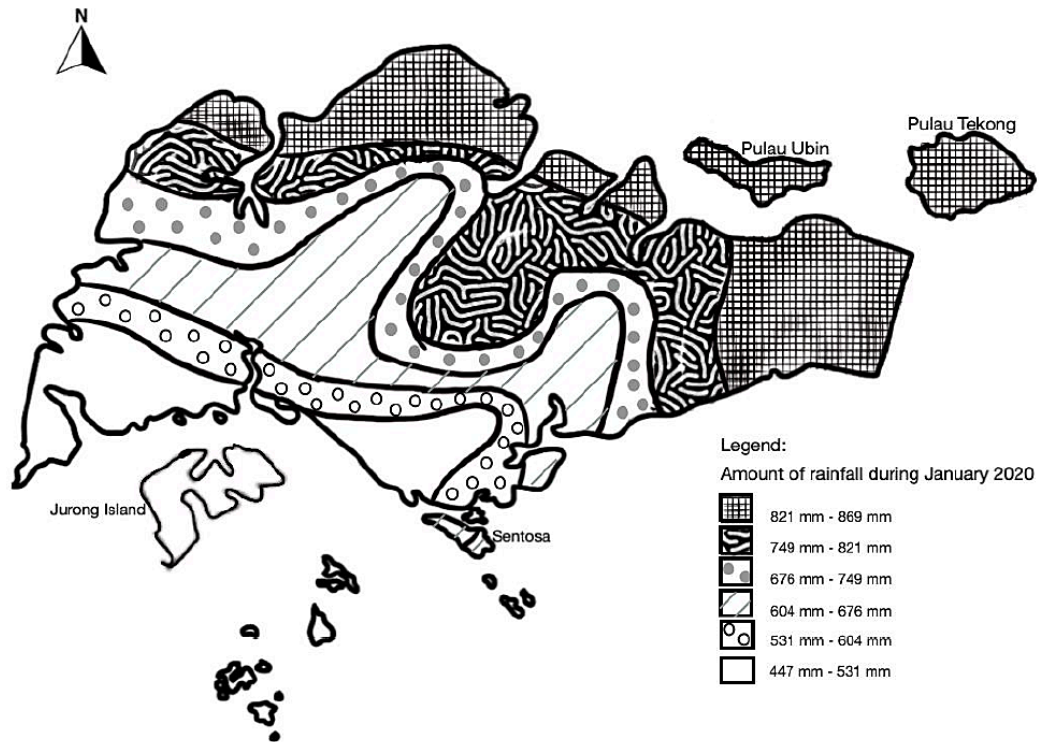 N
Pulau Tekong
Pulau Ubin
Legend:
Amount of rainfall during January 2020
Jurong Island
821 mm - 869 mm
Sentosa
749 mm - 821 mm
676 mm - 749 mm
604 mm - 676 mm
531 mm - 604 mm
447 mm - 531 mm